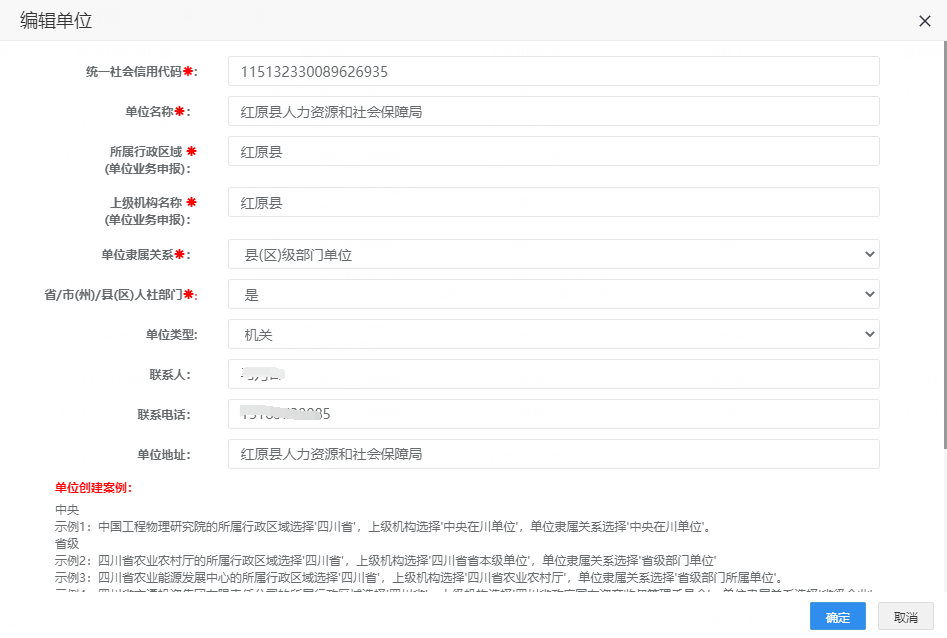 编辑单位
统一社会信用代码*: 115132330089626935
单位名称*: 红原县人力资源和社会保障局
所属行政区域 * 红原县
(单位业务申报):
上级机构名称 * 红原县
(单位业务申报):
单位隶属关系*: 县(区)级部门单位
省/市(州)/县(区)人社部门*: 是
单位类型: 机关
联系人:
联系电话:
单位地址: 红原县人力资源和社会保障局
单位创建案例:
中央
示例1: 中国工程物理研究院的所属行政区域选择'四川省', 上级机构选择'中央在川单位', 单位隶属关系选择'中央在川单位'。
省级
示例2: 四川省农业农村厅的所属行政区域选择'四川省', 上级机构选择'四川省省本级单位', 单位隶属关系选择'省级部门单位'
示例3: 四川省农业能源发展中心的所属行政区域选择'四川省', 上级机构选择'四川省农业农村厅', 单位隶属关系选择'省级部门所属单位'。
确定 取消